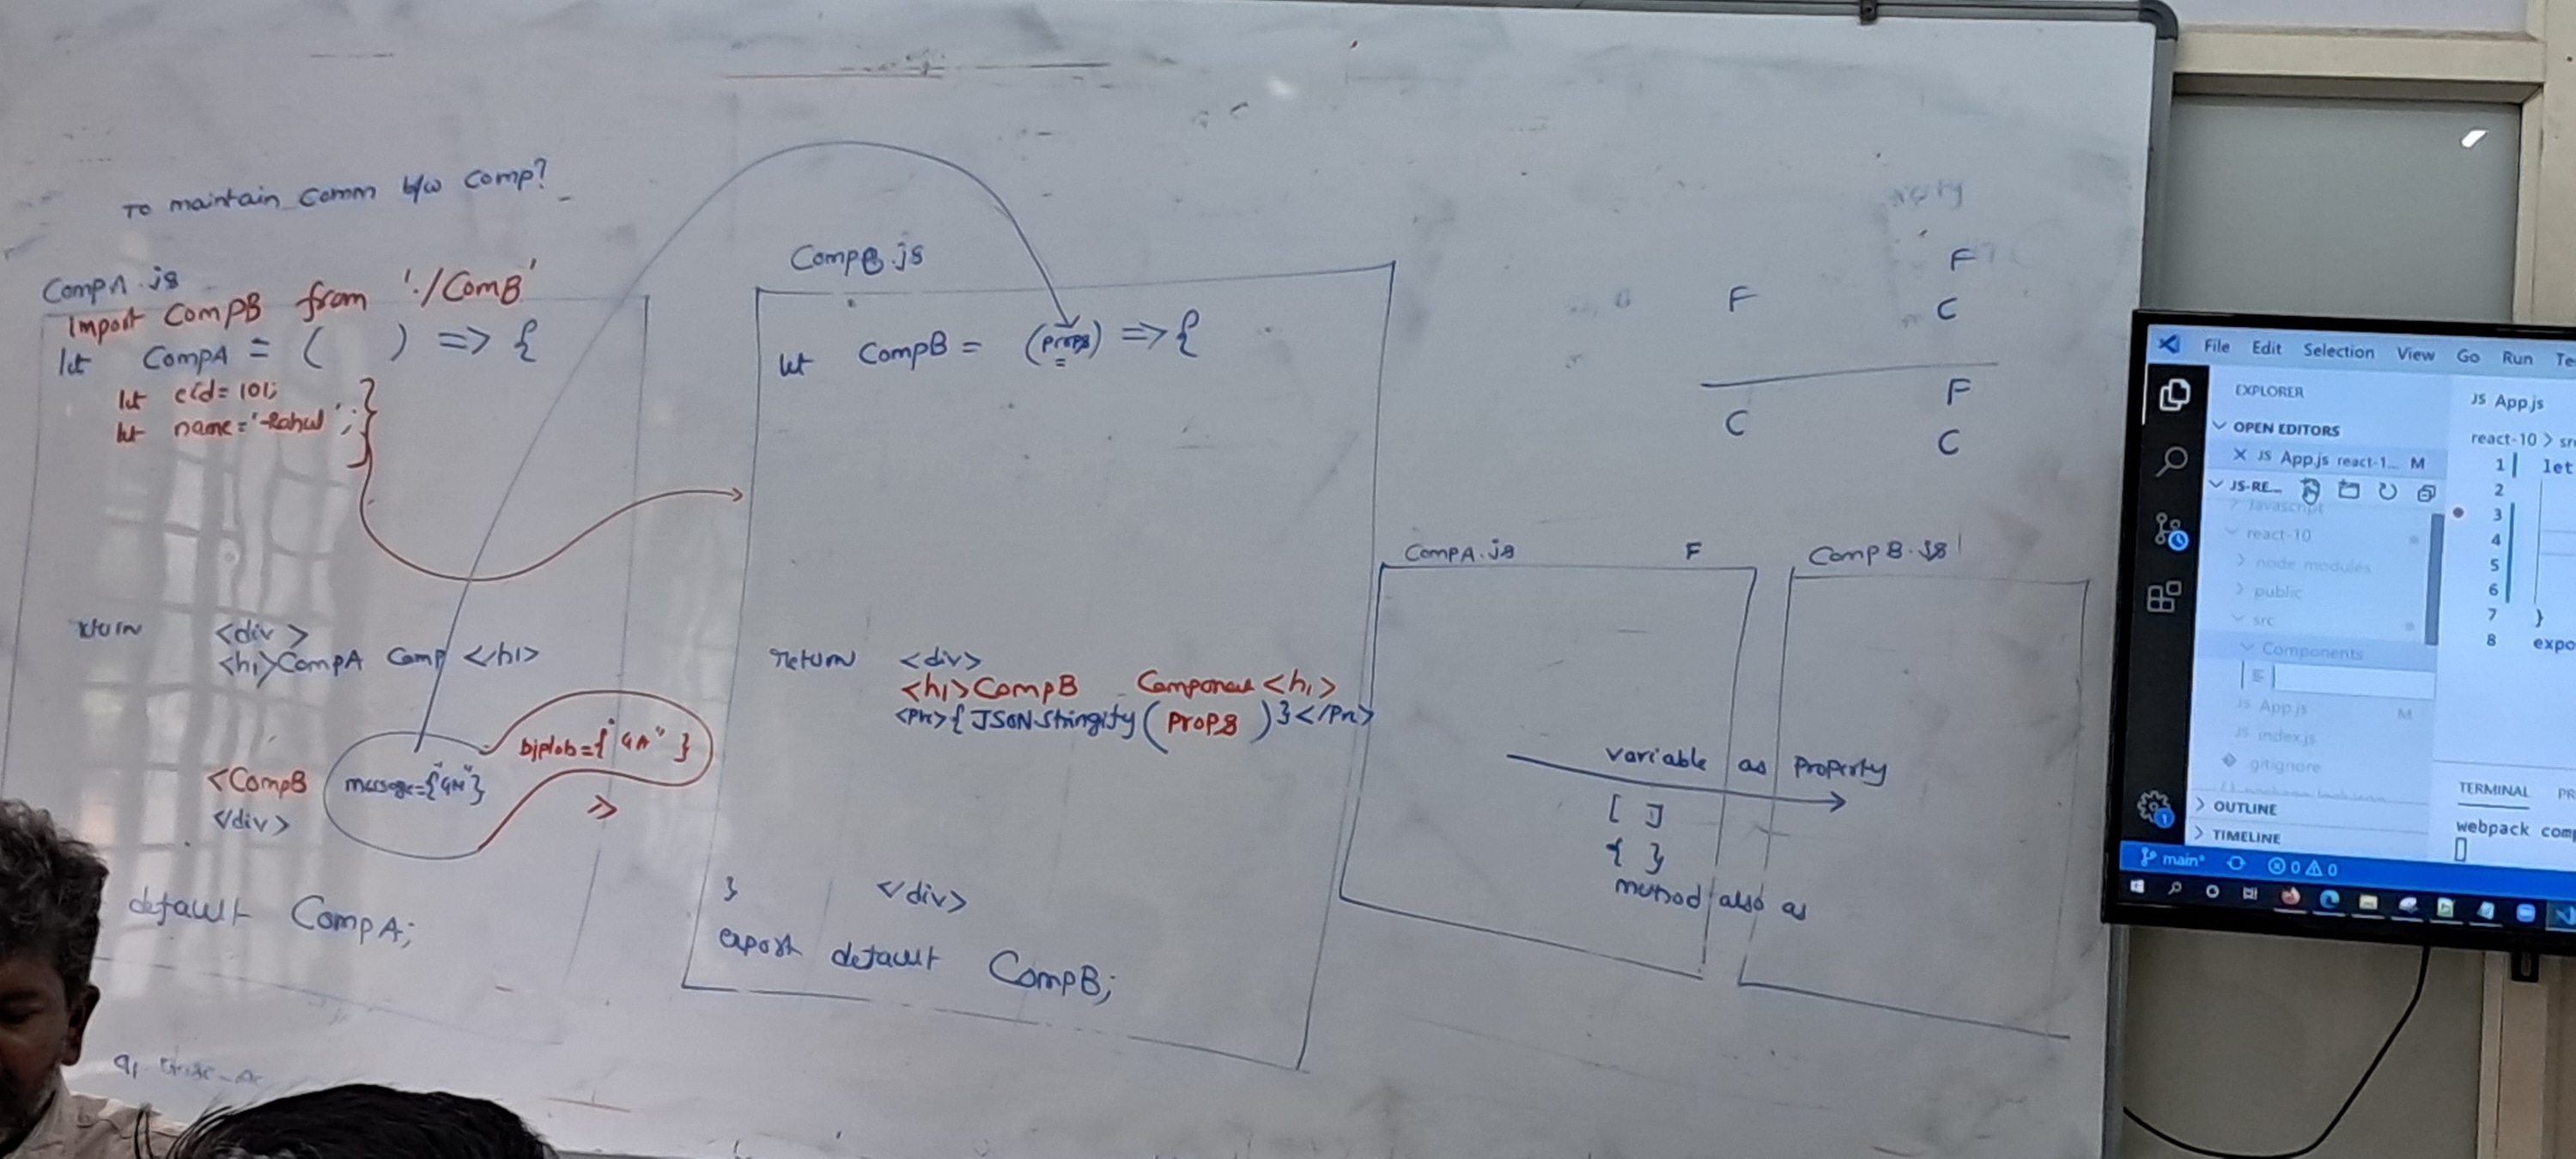 To maintain Comm b/w Comp?
CompA.js
Import CompB from './ComB'
let CompA = ( ) => {
let eid= 101;
let name='Rahul';
return <div>
<h1>CompA Comp </h1>
<CompB message={"GM"} biplob={"GA"} />
</div>
default CompA;
CompB.js
let CompB = (props) => {
return <div>
<h1>CompB Component <h1>
<Pre>{JSON.Stringify(props)}</Pre>
</div>
}
export default CompB;
F
C
F
C
F
C
CompA.js F
CompB.js
variable as property
[ ]
{ }
method also as
File Edit Selection View Go Run Te
EXPLORER
OPEN EDITORS
JS App.js react-1... M
JS-RE...
Javascript
react-10
node_modules
public
src
Components
JS App.js M
JS index.js
.gitignore
OUTLINE
TIMELINE
main* 0 0
JS App.js
react-10 > sr
1 let
2
3
4
5
6
7 }
8 expo
TERMINAL PR
webpack comp